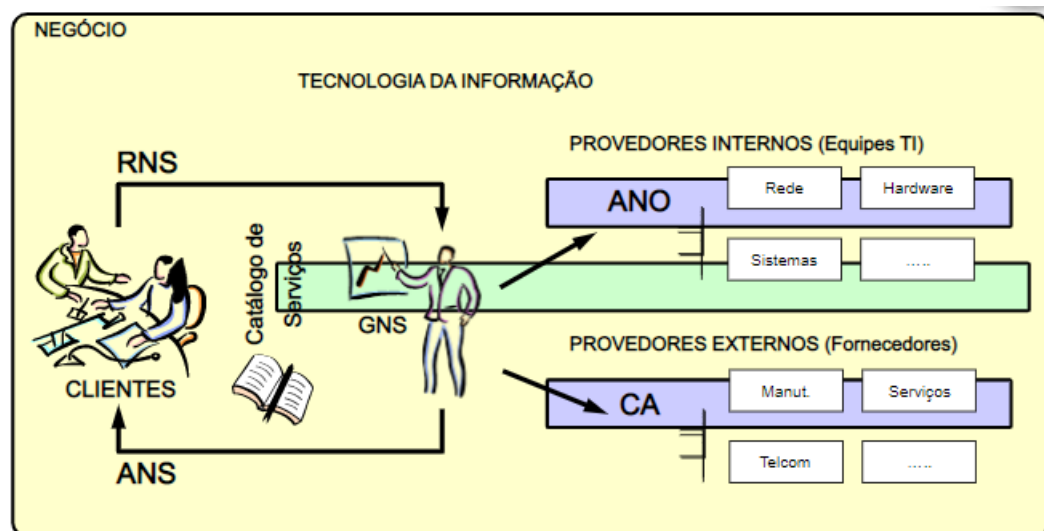 NEGÓCIO
TECNOLOGIA DA INFORMAÇÃO
RNS
Catálogo de
Serviços
GNS
CLIENTES
ANS
PROVEDORES INTERNOS (Equipes TI)
ANO
Rede
Hardware
Sistemas
.....
PROVEDORES EXTERNOS (Fornecedores)
CA
Manut.
Serviços
Telcom
.....